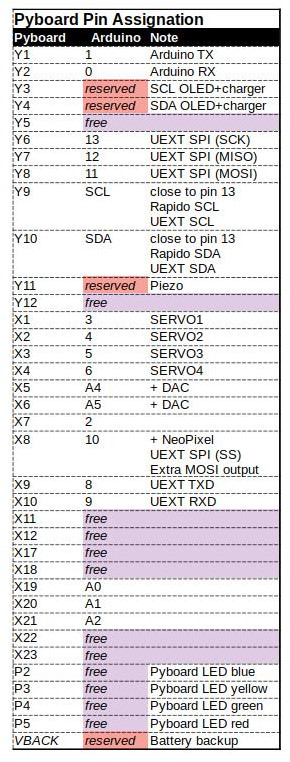 Pyboard Pin Assignation
Pyboard Arduino Note
Y1 1 Arduino TX
Y2 0 Arduino RX
Y3 reserved SCL OLED+charger
Y4 reserved SDA OLED+charger
Y5 free
Y6 13 UEXT SPI (SCK)
Y7 12 UEXT SPI (MISO)
Y8 11 UEXT SPI (MOSI)
Y9 SCL close to pin 13
Rapido SCL
UEXT SCL
Y10 SDA close to pin 13
Rapido SDA
UEXT SDA
Y11 reserved Piezo
Y12 free
X1 3 SERVO1
X2 4 SERVO2
X3 5 SERVO3
X4 6 SERVO4
X5 A4 + DAC
X6 A5 + DAC
X7 2
X8 10 + NeoPixel
UEXT SPI (SS)
Extra MOSI output
X9 8 UEXT TXD
X10 9 UEXT RXD
X11 free
X12 free
X17 free
X18 free
X19 A0
X20 A1
X21 A2
X22 free
X23 free
P2 free Pyboard LED blue
P3 free Pyboard LED yellow
P4 free Pyboard LED green
P5 free Pyboard LED red
VBACK reserved Battery backup